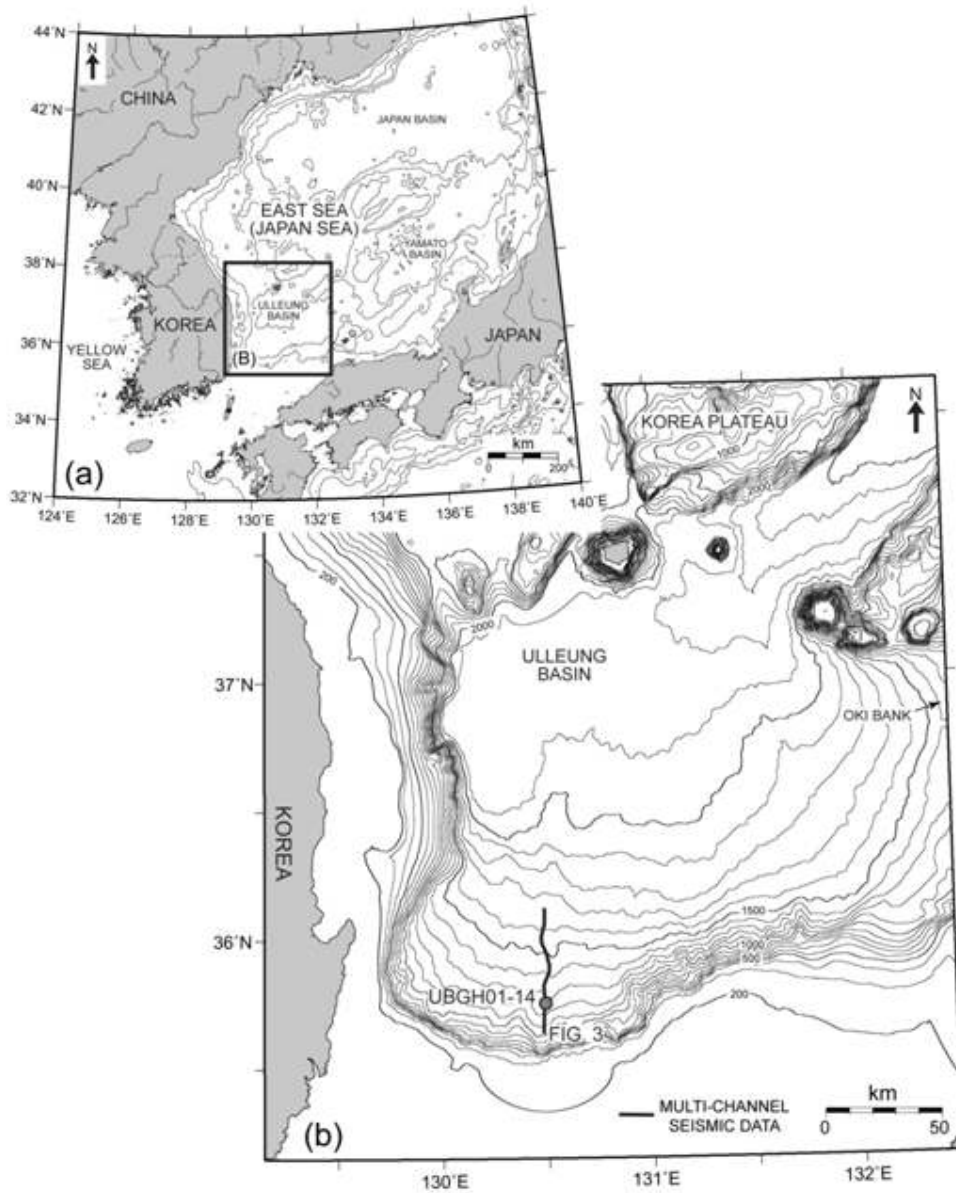 44˚N
N
CHINA
42˚N
JAPAN BASIN
40˚N
EAST SEA
(JAPAN SEA)
YAMATO
BASIN
38˚N
ULLEUNG
BASIN
KOREA
JAPAN
36˚N
YELLOW
SEA
(B)
34˚N
km
0 200
(a)
32˚N
124˚E 126˚E 128˚E 130˚E 132˚E 134˚E 136˚E 138˚E 140˚E
KOREA PLATEAU
N
1000
2000
200
2000
ULLEUNG
BASIN
37˚N
OKI BANK
KOREA
1500
36˚N
1000
500
UBGH01-14
200
FIG. 3
km
MULTI-CHANNEL
SEISMIC DATA
0 50
(b)
130˚E 131˚E 132˚E